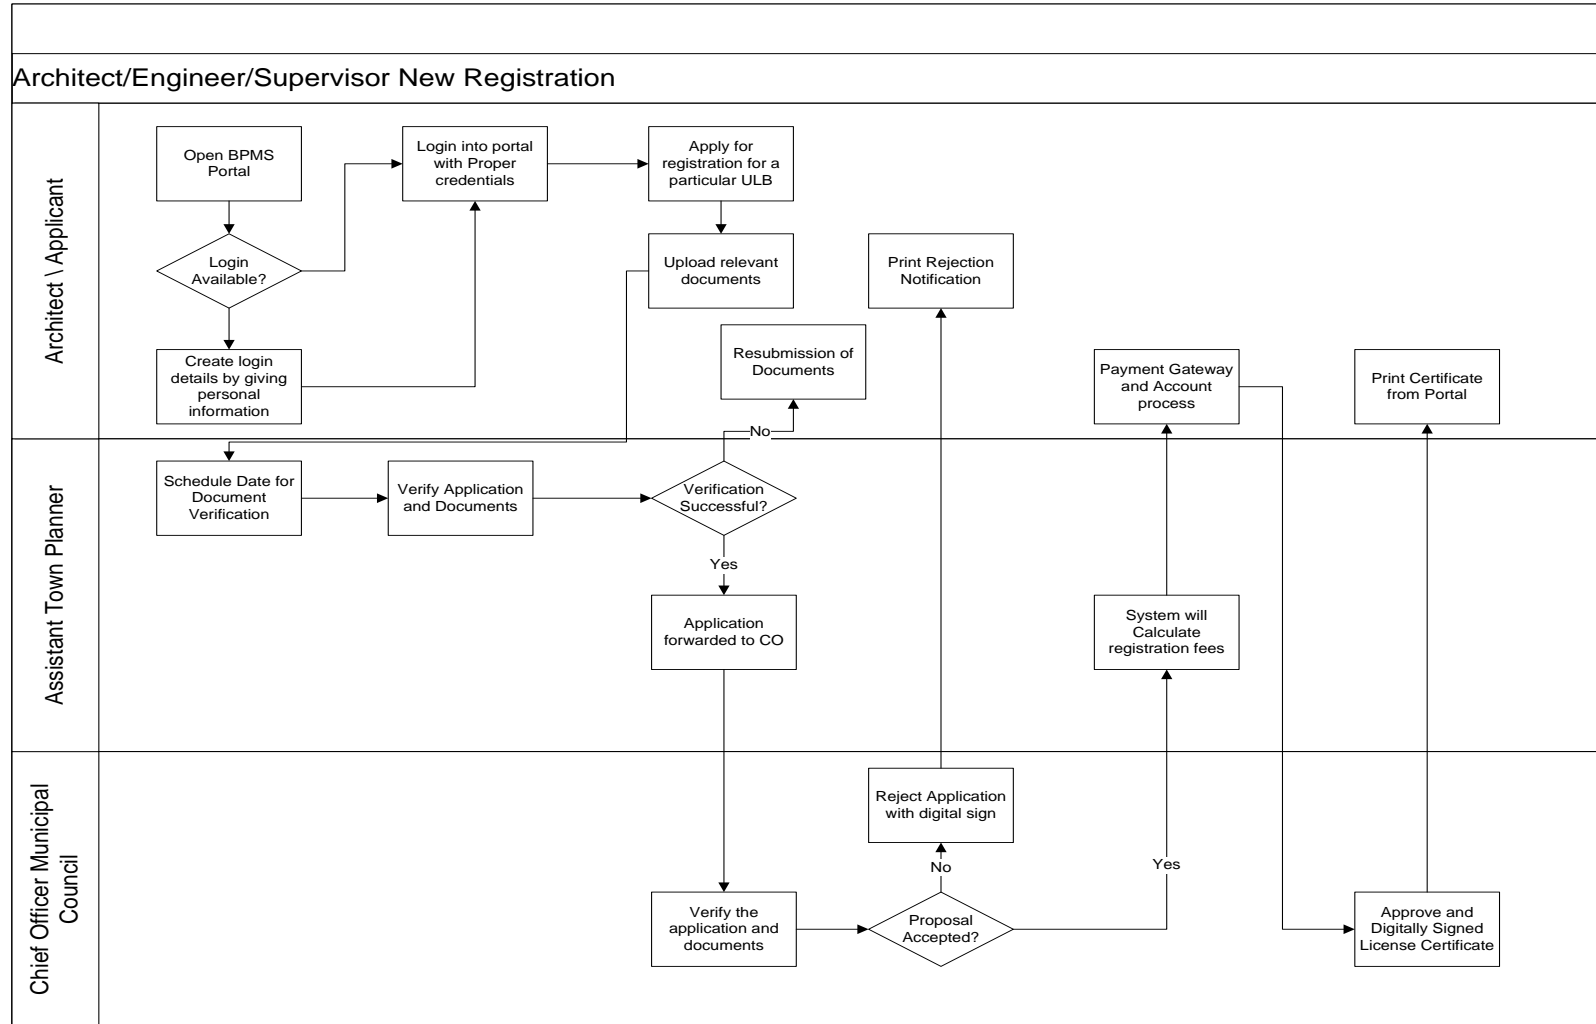 Architect/Engineer/Supervisor New Registration
Architect \ Applicant
Open BPMS
Portal
Login into portal
with Proper
credentials
Apply for
registration for a
particular ULB
Login
Available?
Upload relevant
documents
Print Rejection
Notification
Create login
details by giving
personal
information
Resubmission of
Documents
Payment Gateway
and Account
process
Print Certificate
from Portal
No
Assistant Town Planner
Schedule Date for
Document
Verification
Verify Application
and Documents
Verification
Successful?
Yes
Application
forwarded to CO
System will
Calculate
registration fees
Chief Officer Municipal
Council
Reject Application
with digital sign
No
Yes
Verify the
application and
documents
Proposal
Accepted?
Approve and
Digitally Signed
License Certificate